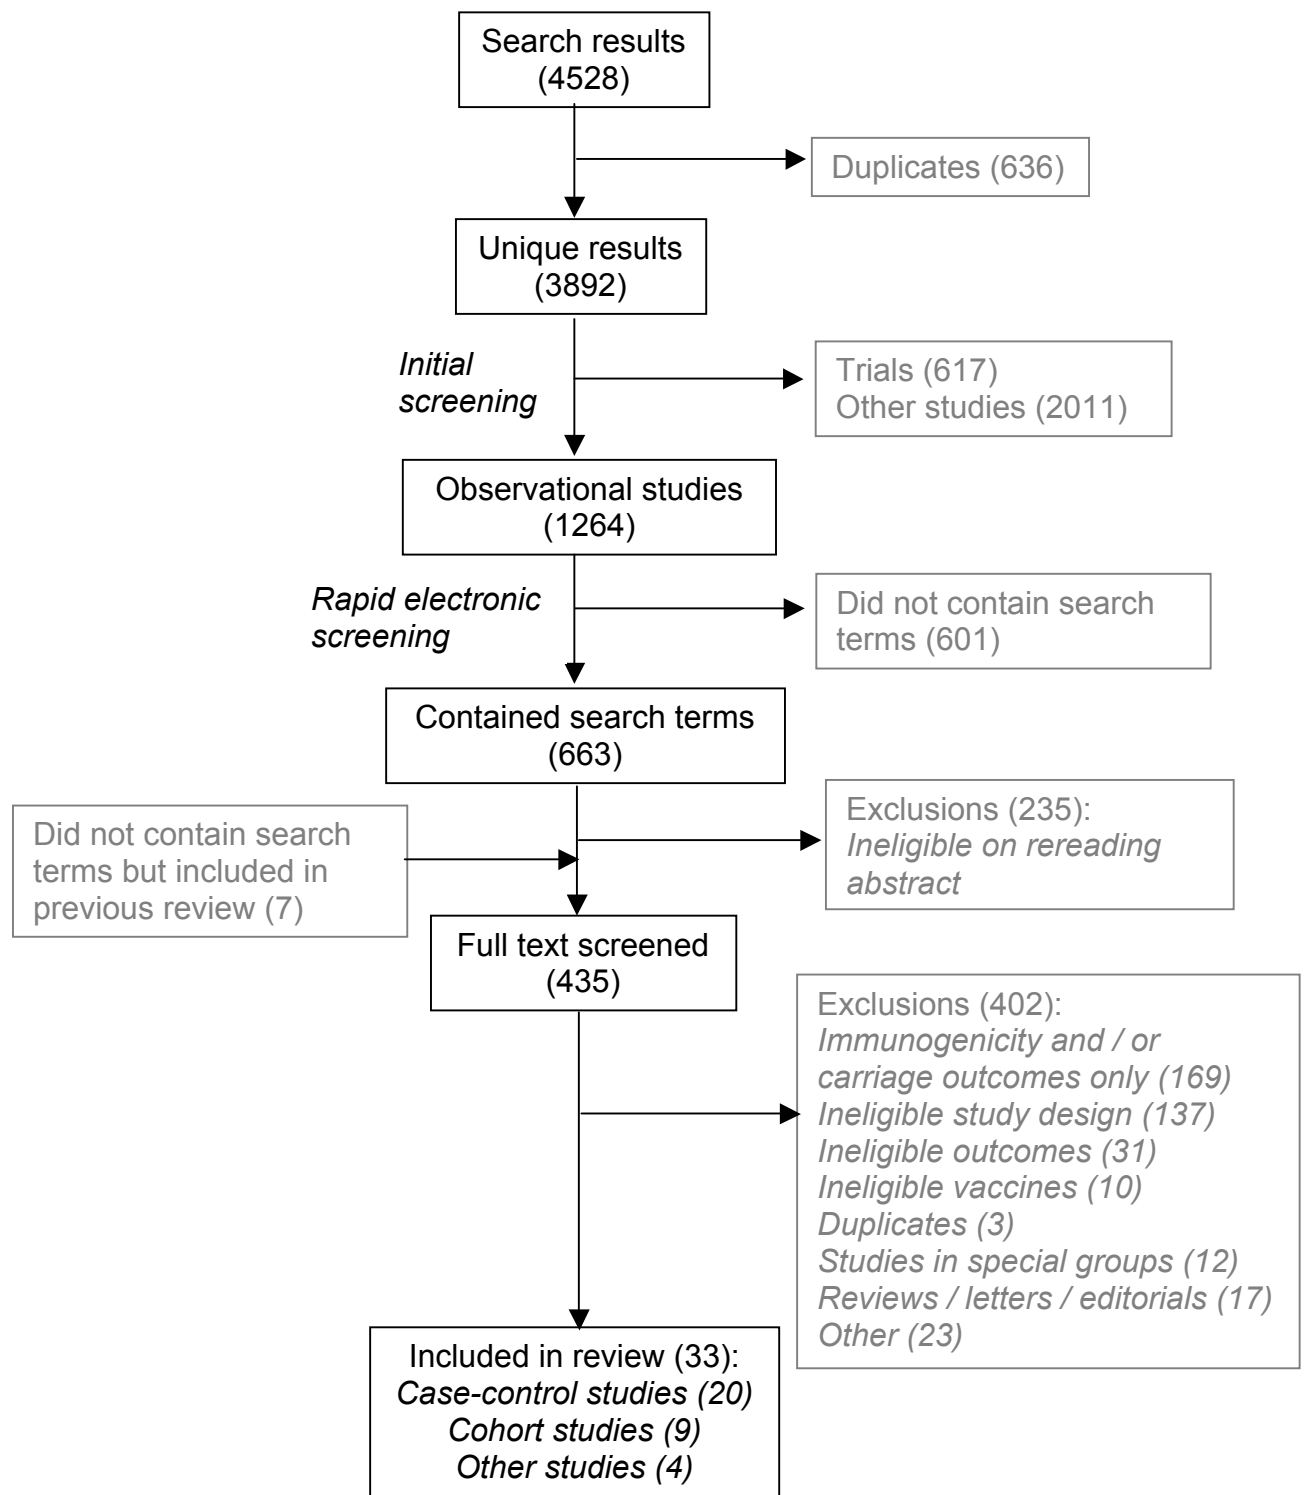 Search results
(4528)
Duplicates (636)
Unique results
(3892)
Initial
screening
Trials (617)
Other studies (2011)
Observational studies
(1264)
Rapid electronic
screening
Did not contain search
terms (601)
Contained search terms
(663)
Exclusions (235):
Ineligible on rereading
abstract
Did not contain search
terms but included in
previous review (7)
Full text screened
(435)
Exclusions (402):
Immunogenicity and / or
carriage outcomes only (169)
Ineligible study design (137)
Ineligible outcomes (31)
Ineligible vaccines (10)
Duplicates (3)
Studies in special groups (12)
Reviews / letters / editorials (17)
Other (23)
Included in review (33):
Case-control studies (20)
Cohort studies (9)
Other studies (4)